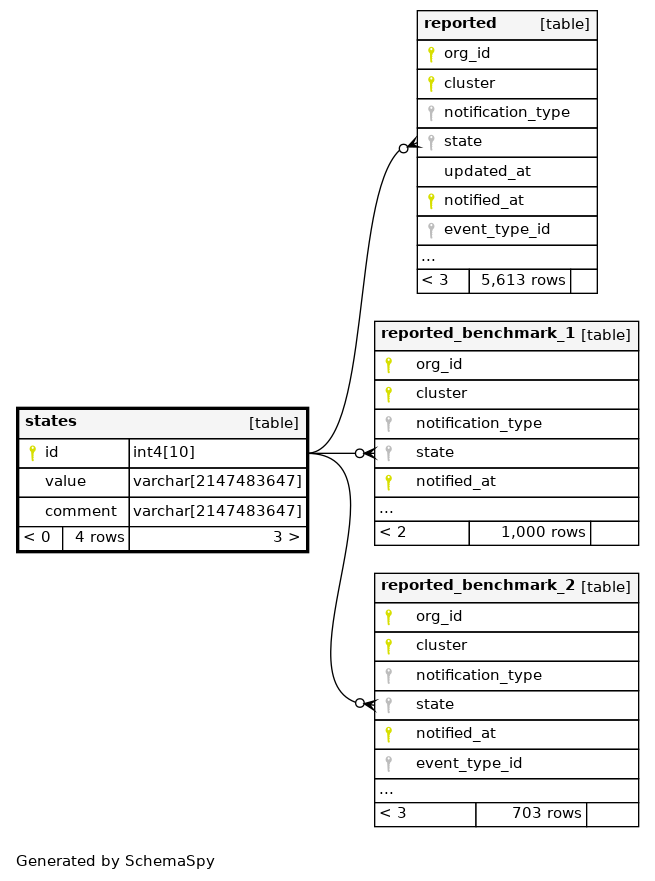 reported [table]
org_id
cluster
notification_type
state
updated_at
notified_at
event_type_id
...
< 3 5,613 rows
reported_benchmark_1 [table]
org_id
cluster
notification_type
state
notified_at
...
< 2 1,000 rows
states [table]
id int4[10]
value varchar[2147483647]
comment varchar[2147483647]
< 0 4 rows 3 >
reported_benchmark_2 [table]
org_id
cluster
notification_type
state
notified_at
event_type_id
...
< 3 703 rows
Generated by SchemaSpy